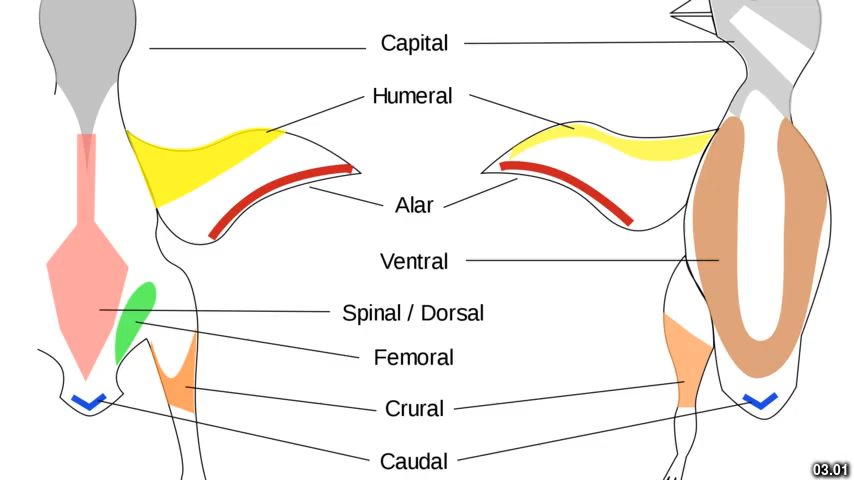 Capital
Humeral
Alar
Ventral
Spinal / Dorsal
Femoral
Crural
Caudal
03.01